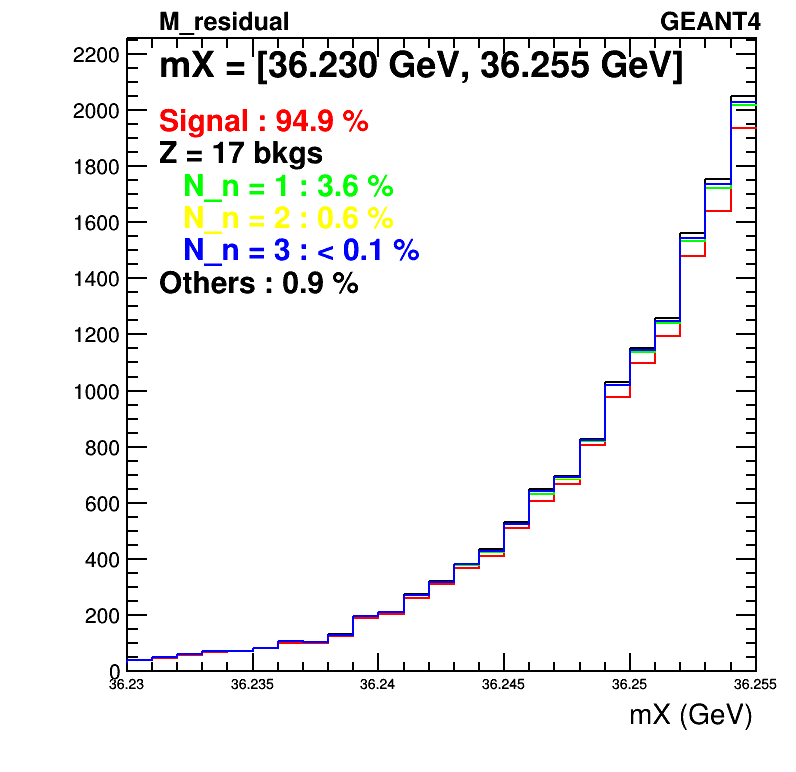 M_residual GEANT4
mX = [36.230 GeV, 36.255 GeV]
Signal : 94.9 %
Z = 17 bkgs
N_n = 1 : 3.6 %
N_n = 2 : 0.6 %
N_n = 3 : < 0.1 %
Others : 0.9 %
2200
2000
1800
1600
1400
1200
1000
800
600
400
200
0
36.23 36.235 36.24 36.245 36.25 36.255
mX (GeV)